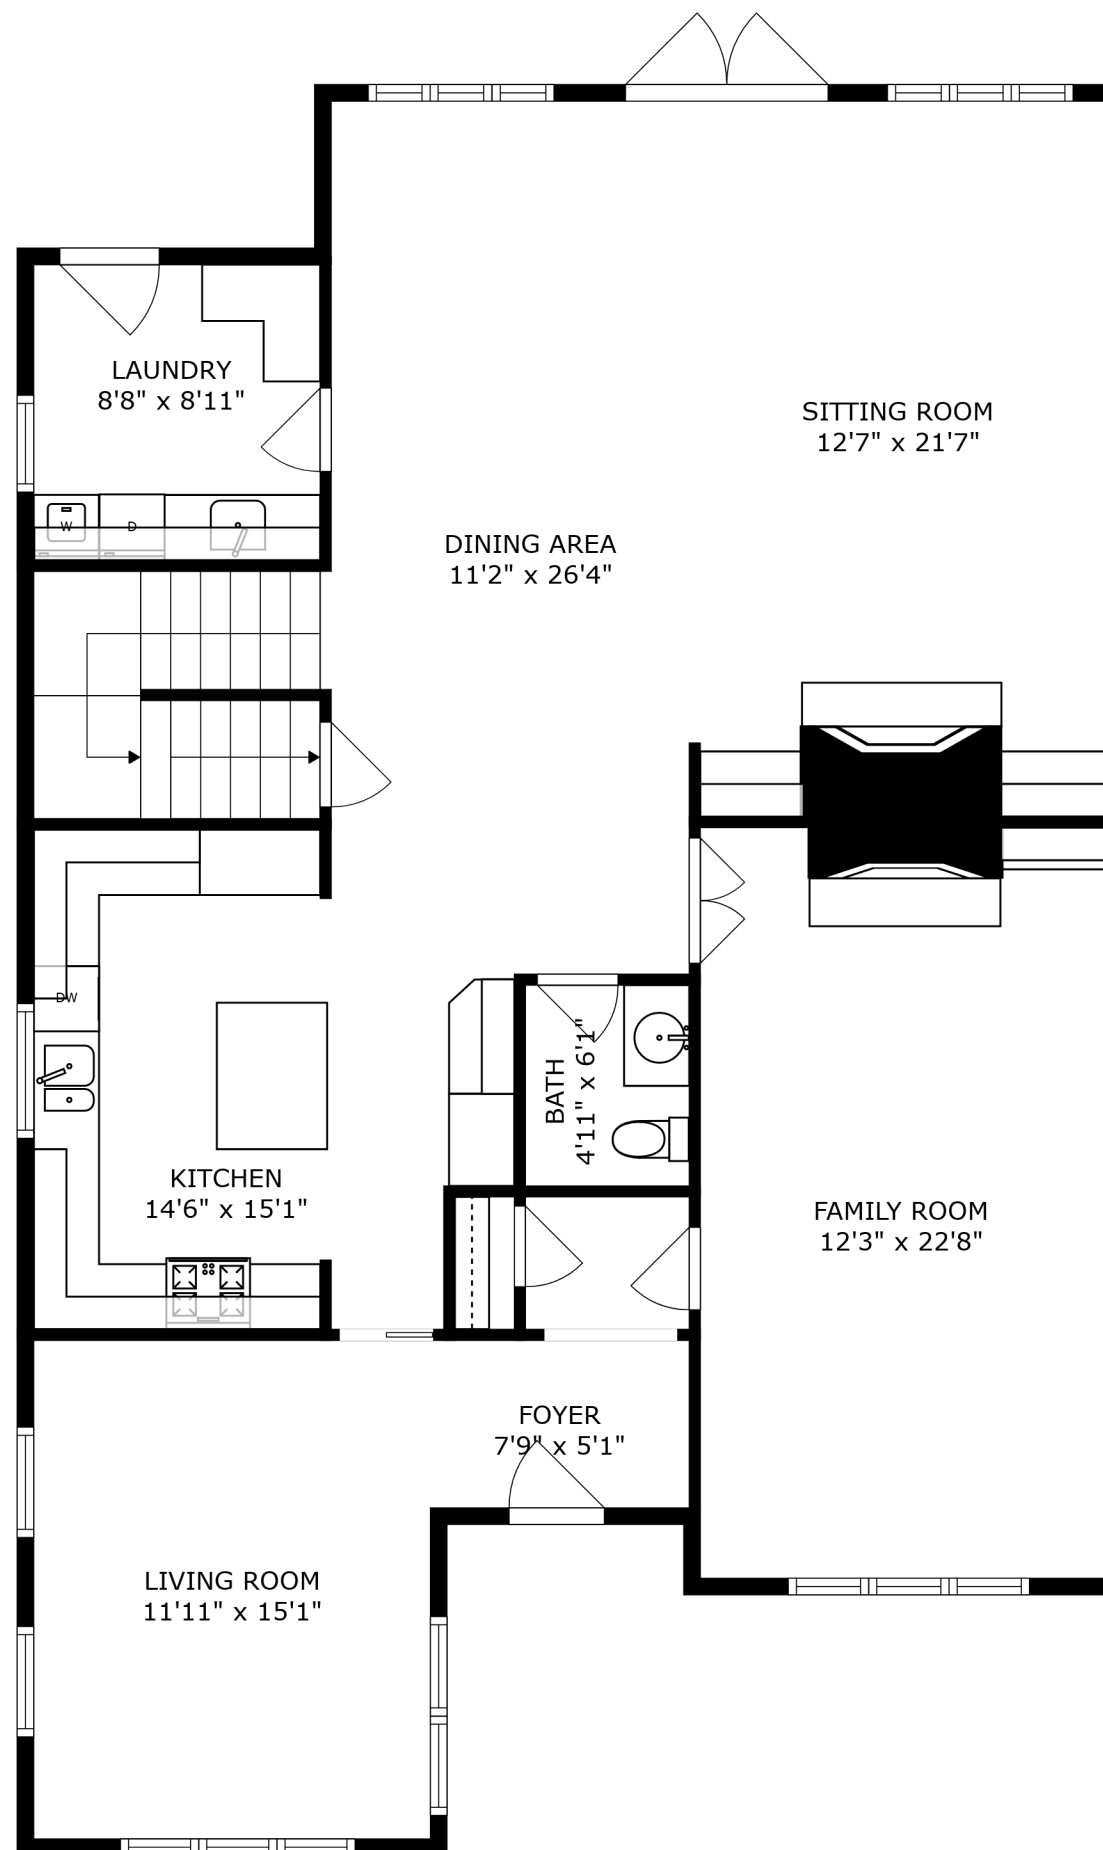 LAUNDRY
8'8" x 8'11"
W
D
SITTING ROOM
12'7" x 21'7"
DINING AREA
11'2" x 26'4"
DW
BATH
4'11" x 6'1"
KITCHEN
14'6" x 15'1"
FAMILY ROOM
12'3" x 22'8"
FOYER
7'9" x 5'1"
LIVING ROOM
11'11" x 15'1"